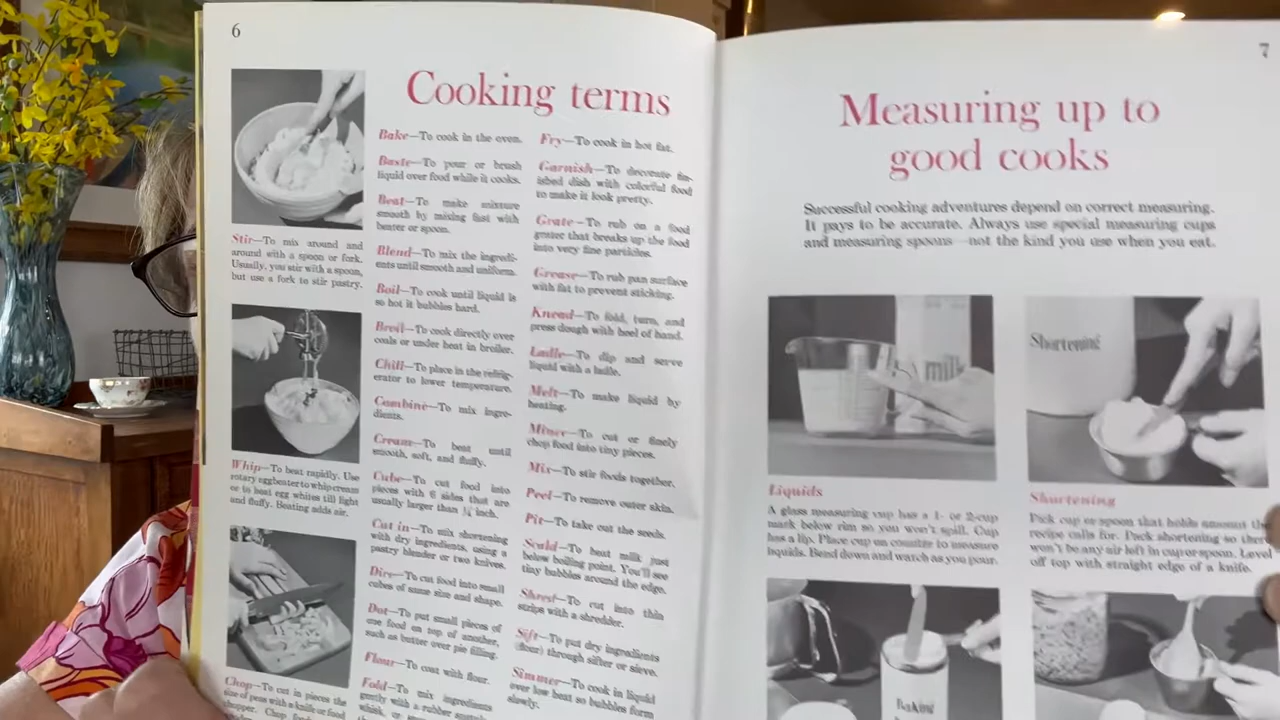 6
Cooking terms
Stir—To mix around and
around with a spoon or fork.
Usually, you stir with a spoon,
but use a fork to stir pastry.
Whip—To beat rapidly. Use
rotary eggbeater to whip cream
or to beat egg whites till light
and fluffy. Beating adds air.
Chop—To cut in pieces the
size of peas with a knife or food
chopper. Chop food
Bake—To cook in the oven.
Baste—To pour or brush
liquid over food while it cooks.
Beat—To make mixture
smooth by mixing fast with
beater or spoon.
Blend—To mix the ingredi-
ents until smooth and uniform.
Boil—To cook until liquid is
so hot it bubbles hard.
Broil—To cook directly over
coals or under heat in broiler.
Chill—To place in the refrig-
erator to lower temperature.
Combine—To mix ingre-
dients.
Cream—To beat until
smooth, soft, and fluffy.
Cube—To cut food into
pieces with 6 sides that are
usually larger than inch.
Cut in—To mix shortening
with dry ingredients, using a
pastry blender or two knives.
Dice—To cut food into small
cubes of same size and shape.
Dot—To put small pieces of
one food on top of another,
such as butter over pie filling.
Flour—To coat with flour.
Fold—To mix ingredients
gently with a rubber
whisk, or
Fry—To cook in hot fat.
Garnish—To decorate fin-
ished dish with colorful food
to make it look pretty.
Grate—To rub on a food
grater that breaks up the food
into very fine particles.
Grease—To rub pan surface
with fat to prevent sticking.
Knead—To fold, turn, and
press dough with heel of hand.
Ladle—To dip and serve
liquid with a ladle.
Melt—To make liquid by
heating.
Mince—To cut or finely
chop food into tiny pieces.
Mix—To stir foods together.
Peel—To remove outer skin.
Pit—To take out the seeds.
Scald—To heat milk just
below boiling point. You'll see
tiny bubbles around the edge.
Shred—To cut into thin
strips with a shredder.
Sift—To put dry ingredients
(flour) through sifter or sieve.
Simmer—To cook in liquid
over low heat so bubbles form
slowly.
7
Measuring up to
good cooks
Successful cooking adventures depend on correct measuring.
It pays to be accurate. Always use special measuring cups
and measuring spoons—not the kind you use when you eat.
milk
Liquids
A glass measuring cup has a 1- or 2-cup
mark below rim so you won't spill. Cup
has a lip. Place cup on counter to measure
liquids. Bend down and watch as you pour.
Shortening
Shortening
Pick cup or spoon that holds amount the
recipe calls for. Pack shortening so there
won't be any air left in cup or spoon. Level
off top with straight edge of a knife.
Baking